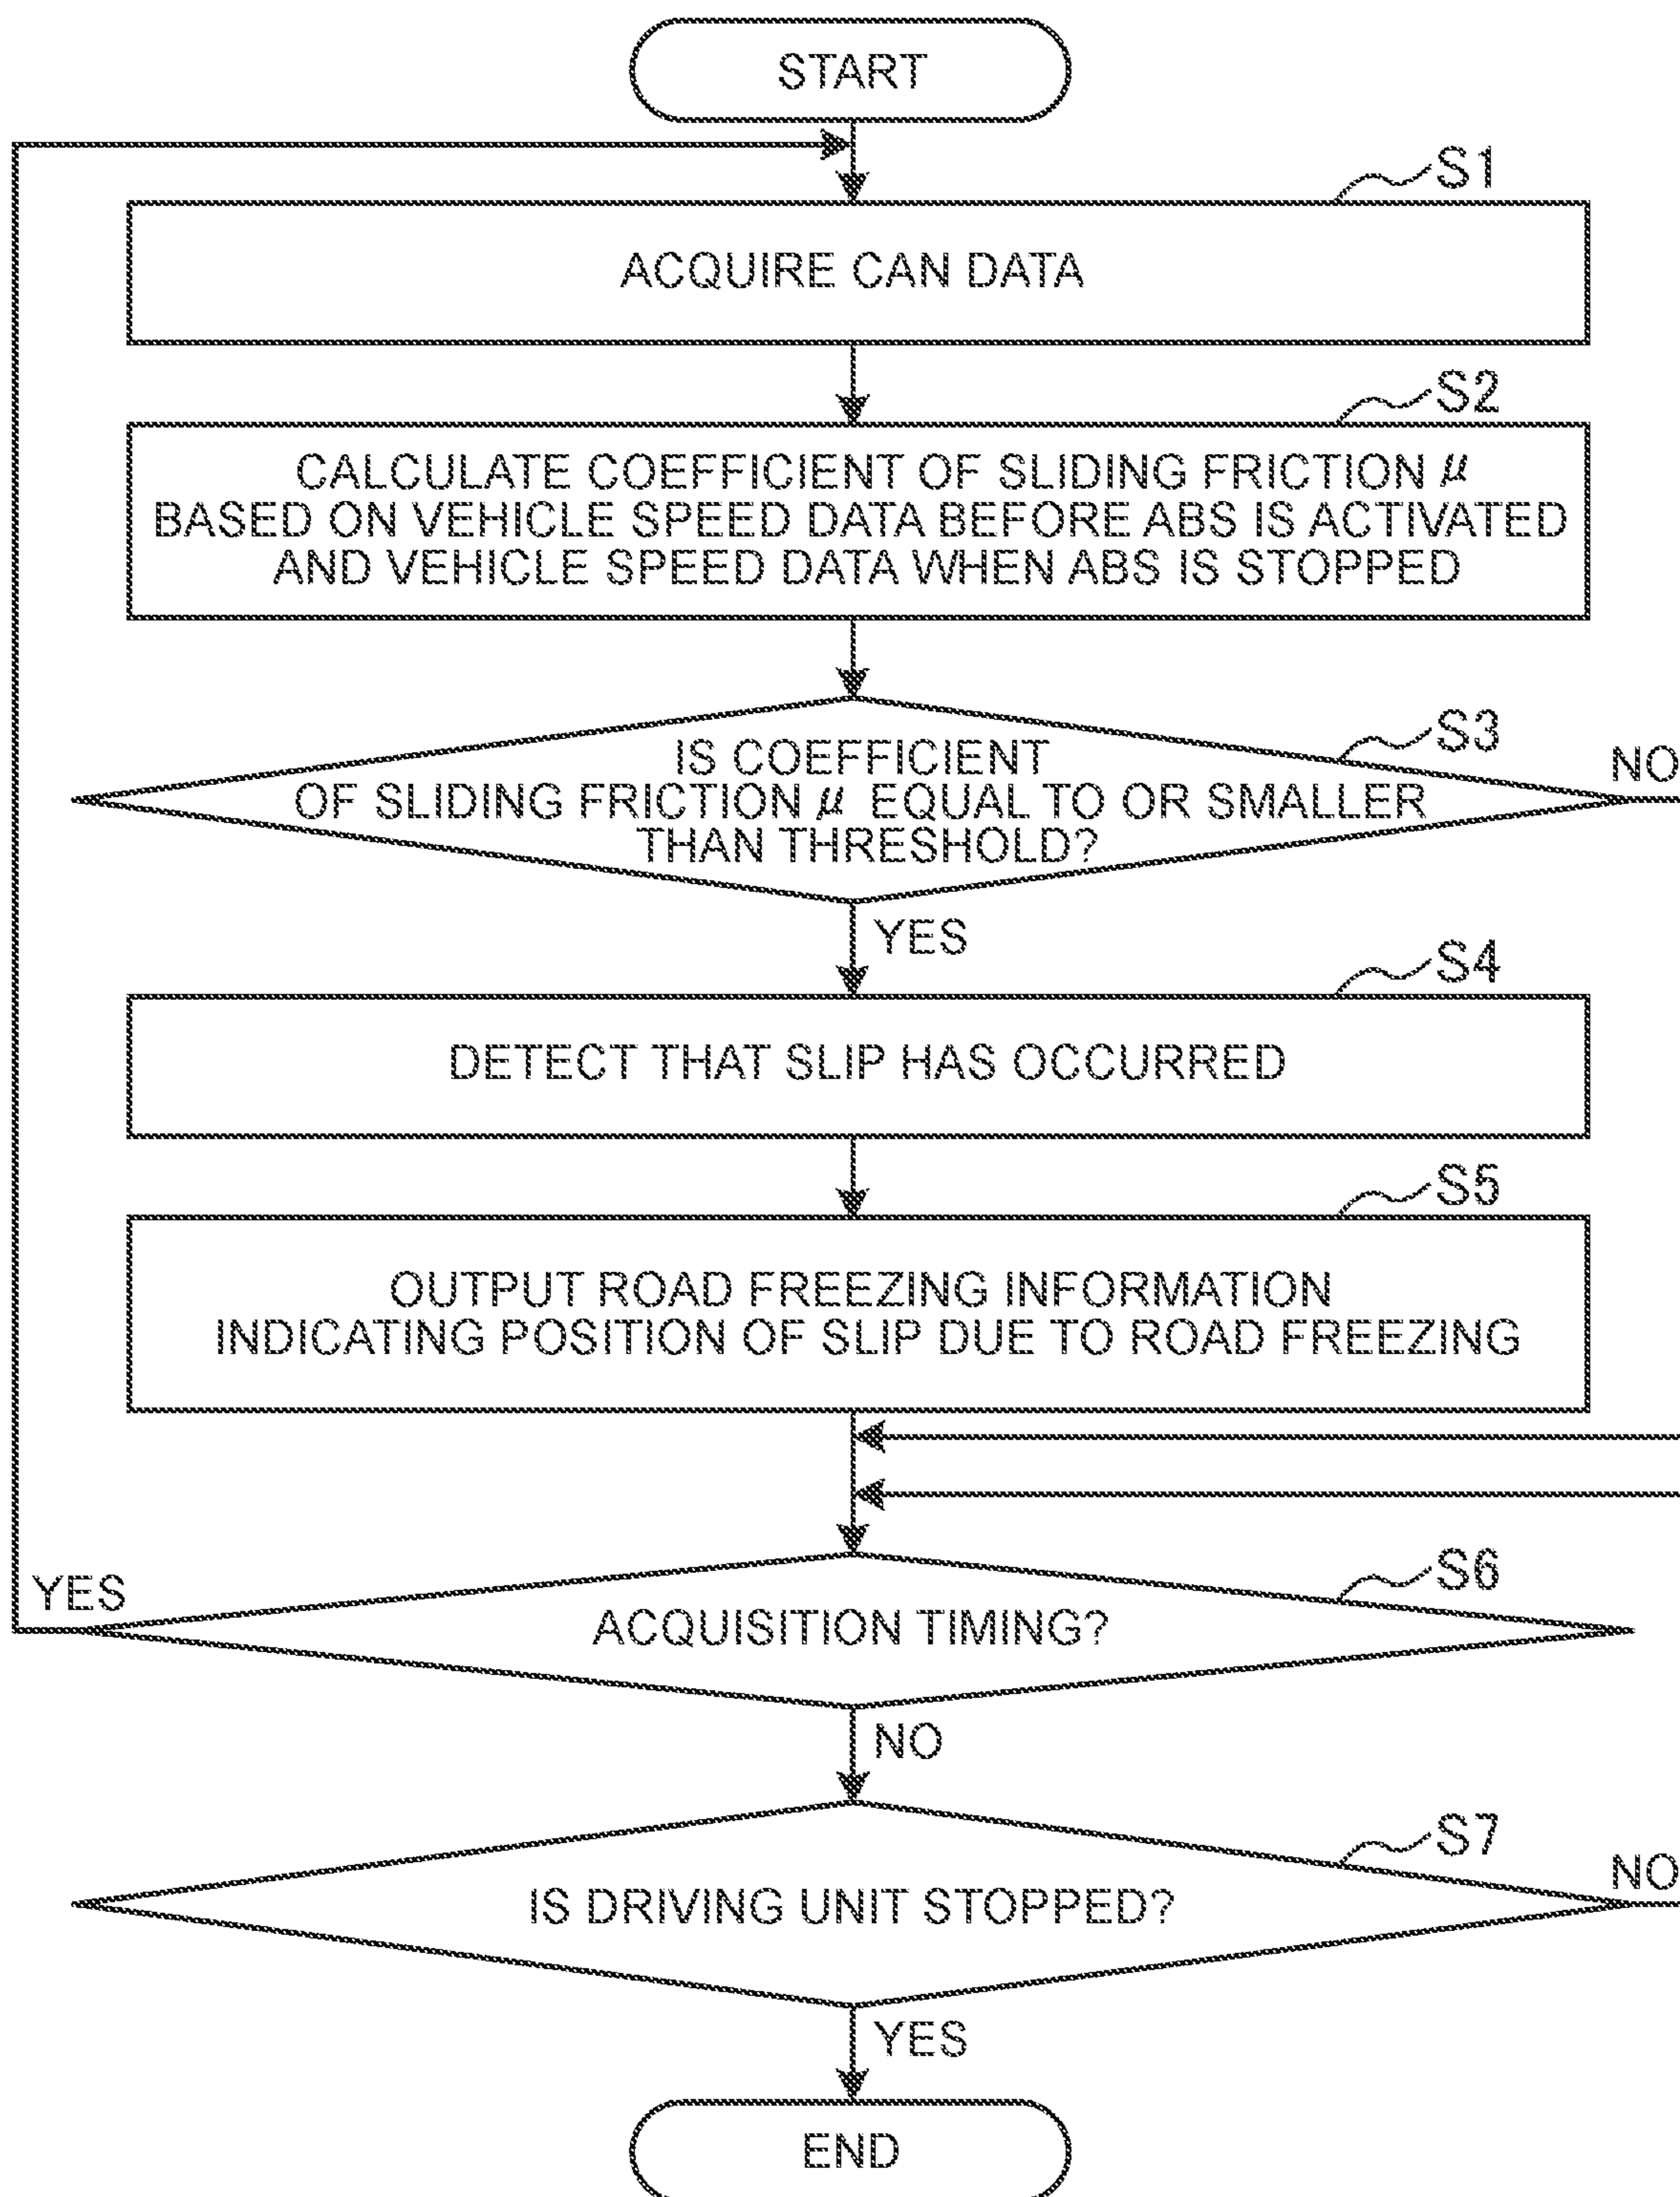 START
S1
ACQUIRE CAN DATA
S2
CALCULATE COEFFICIENT OF SLIDING FRICTION μ
BASED ON VEHICLE SPEED DATA BEFORE ABS IS ACTIVATED
AND VEHICLE SPEED DATA WHEN ABS IS STOPPED
S3
NO
IS COEFFICIENT
OF SLIDING FRICTION μ EQUAL TO OR SMALLER
THAN THRESHOLD?
YES
S4
DETECT THAT SLIP HAS OCCURRED
S5
OUTPUT ROAD FREEZING INFORMATION
INDICATING POSITION OF SLIP DUE TO ROAD FREEZING
S6
YES
ACQUISITION TIMING?
NO
S7
NO
IS DRIVING UNIT STOPPED?
YES
END